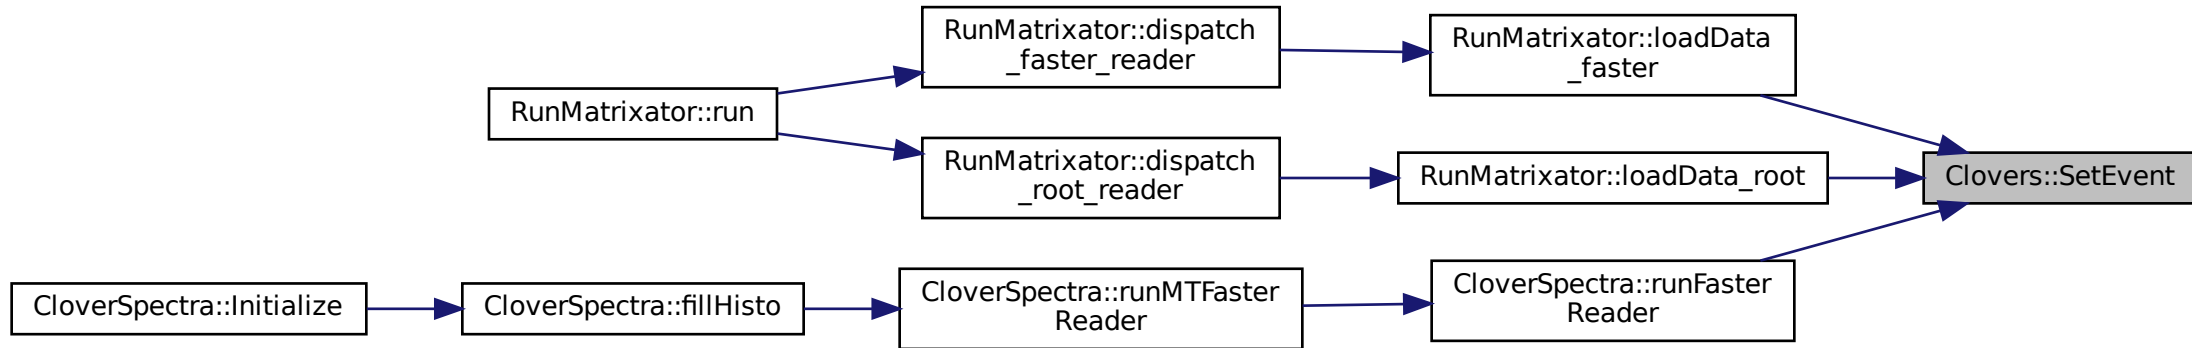 RunMatrixator::dispatch
_faster_reader
RunMatrixator::loadData
_faster
RunMatrixator::run
RunMatrixator::dispatch
_root_reader
RunMatrixator::loadData_root
Clovers::SetEvent
CloverSpectra::Initialize
CloverSpectra::fillHisto
CloverSpectra::runMTFaster
Reader
CloverSpectra::runFaster
Reader